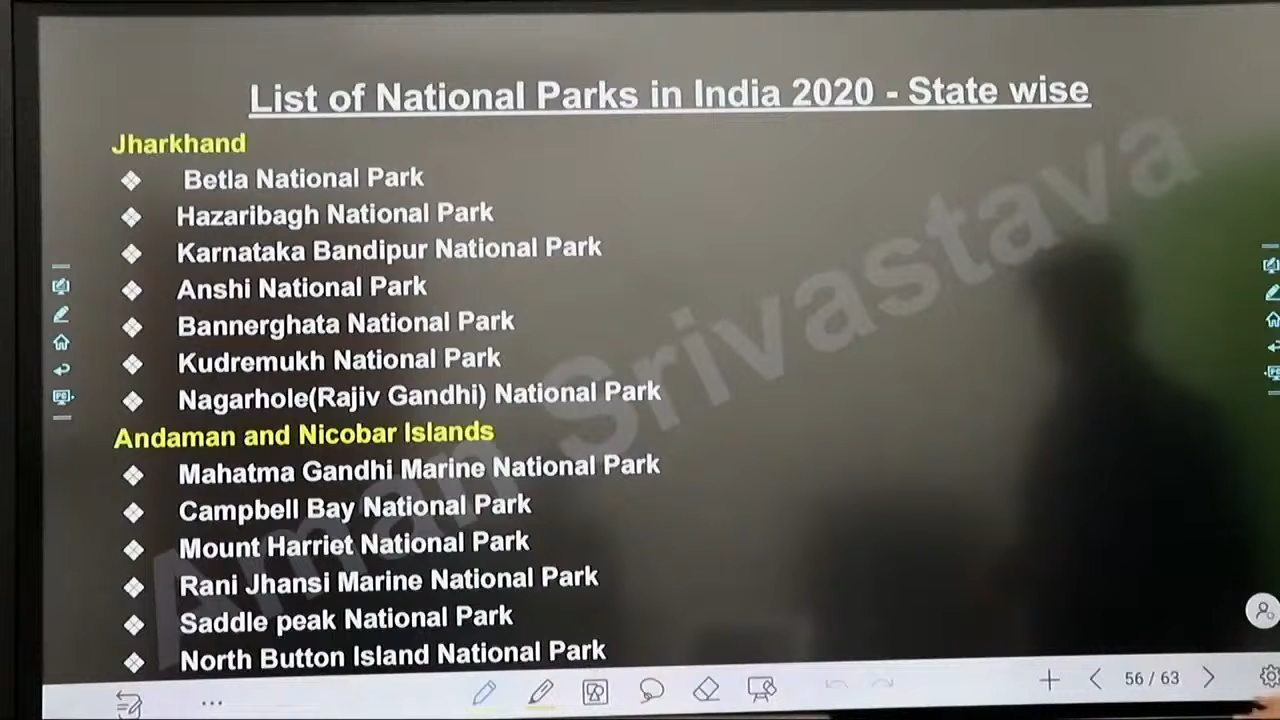 List of National Parks in India 2020 - State wise
Jharkhand
❖ Betla National Park
❖ Hazaribagh National Park
❖ Karnataka Bandipur National Park
❖ Anshi National Park
❖ Bannerghata National Park
❖ Kudremukh National Park
❖ Nagarhole(Rajiv Gandhi) National Park
Andaman and Nicobar Islands
❖ Mahatma Gandhi Marine National Park
❖ Campbell Bay National Park
❖ Mount Harriet National Park
❖ Rani Jhansi Marine National Park
❖ Saddle peak National Park
❖ North Button Island National Park
Aman Srivastava
56 / 63